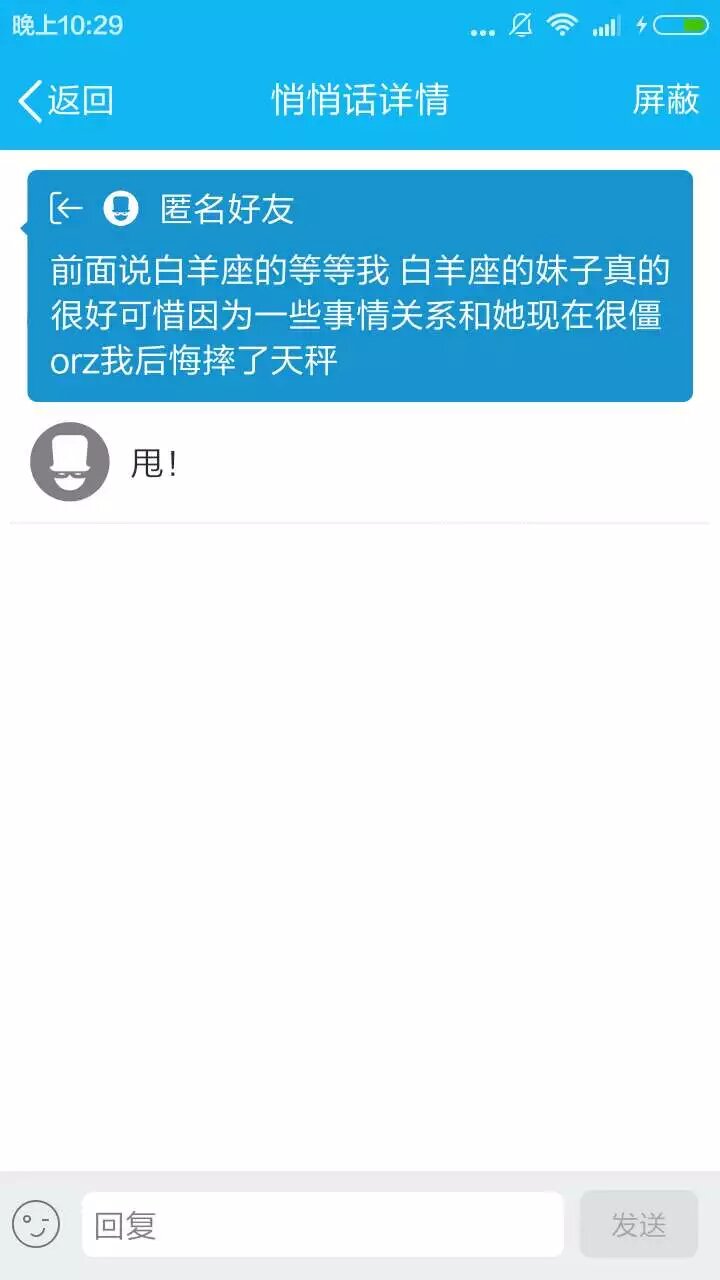 晚上10:29
返回
悄悄话详情
屏蔽
匿名好友
前面说白羊座的等等我 白羊座的妹子真的
很好可惜因为一些事情关系和她现在很僵
orz我后悔摔了天秤
甩！
回复
发送